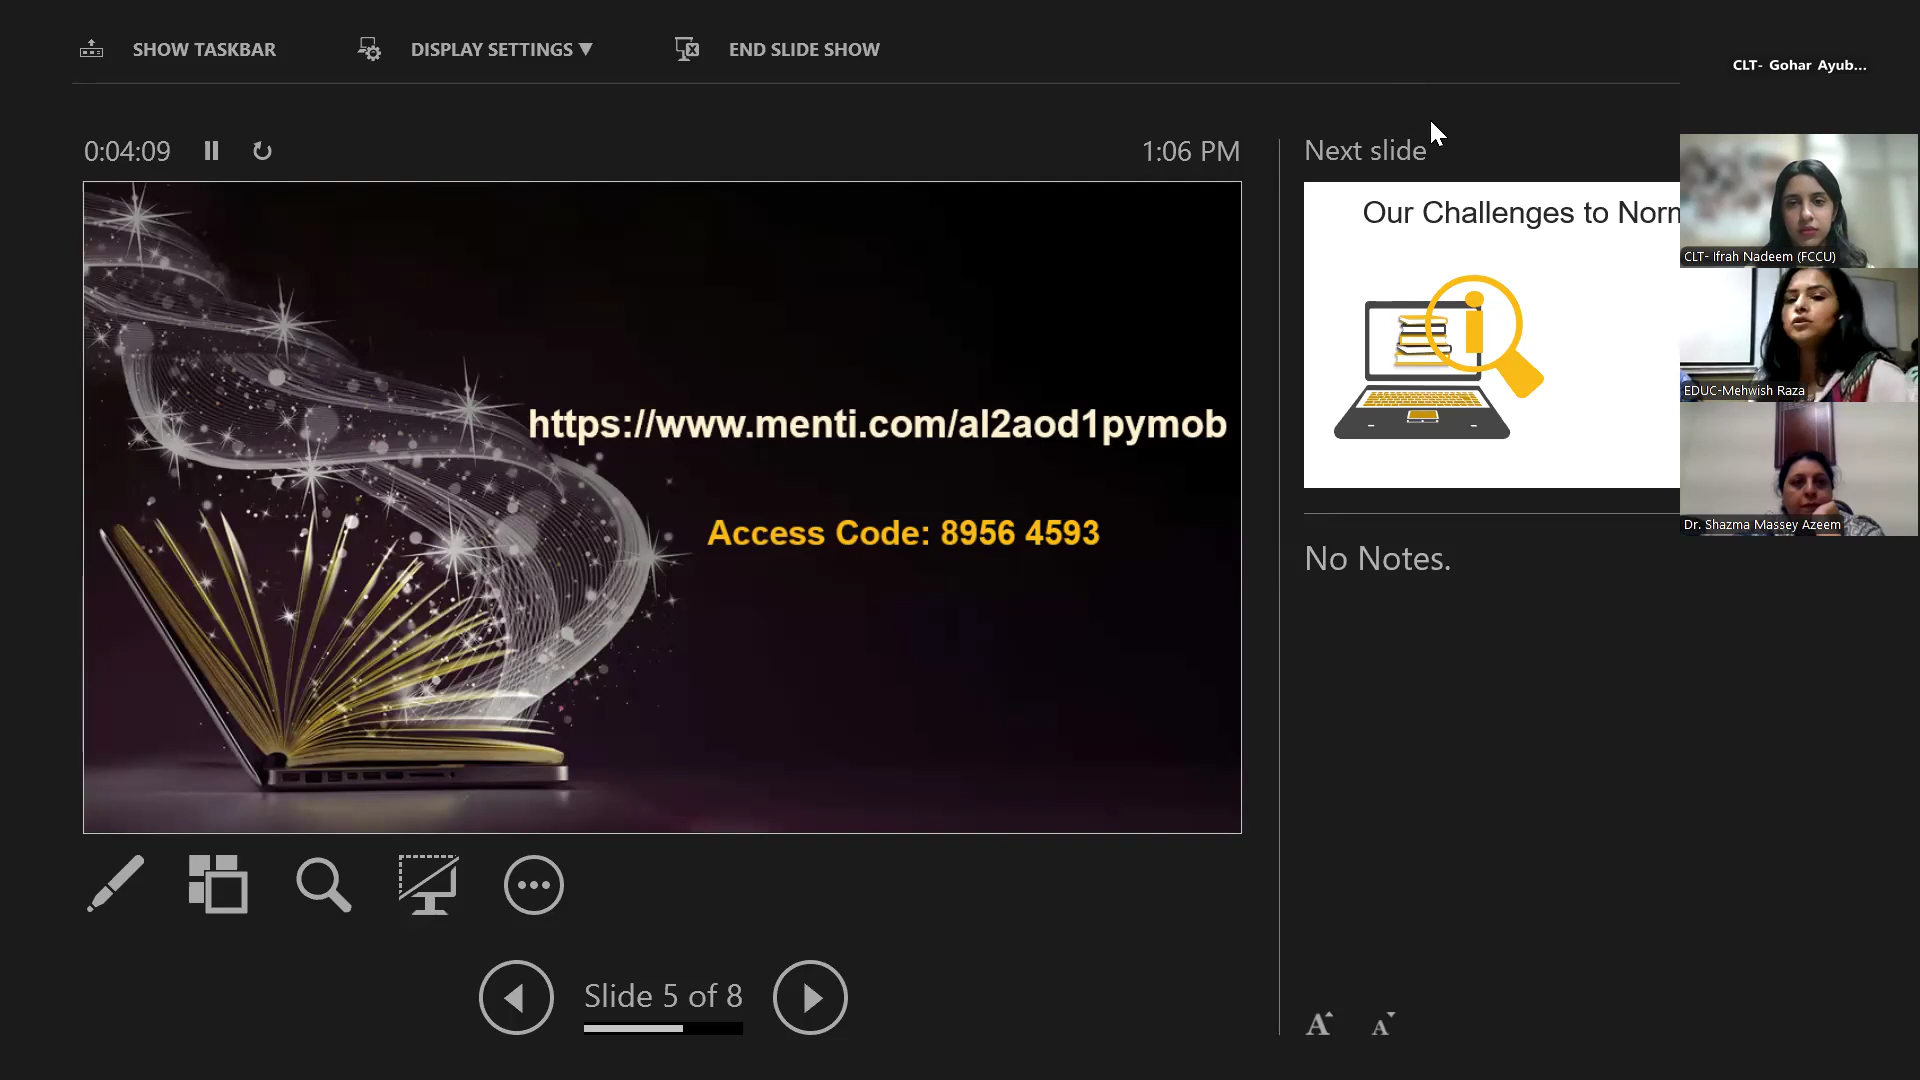 SHOW TASKBAR
DISPLAY SETTINGS ▼
END SLIDE SHOW
CLT- Gohar Ayub...
0:04:09
1:06 PM
Next slide
https://www.menti.com/al2aod1pymob
Access Code: 8956 4593
Our Challenges to
CLT- Ifrah Nadeem (FCCU)
EDUC-Mehwish Raza
Dr. Shazma Massey Azeem
No Notes.
Slide 5 of 8
A A